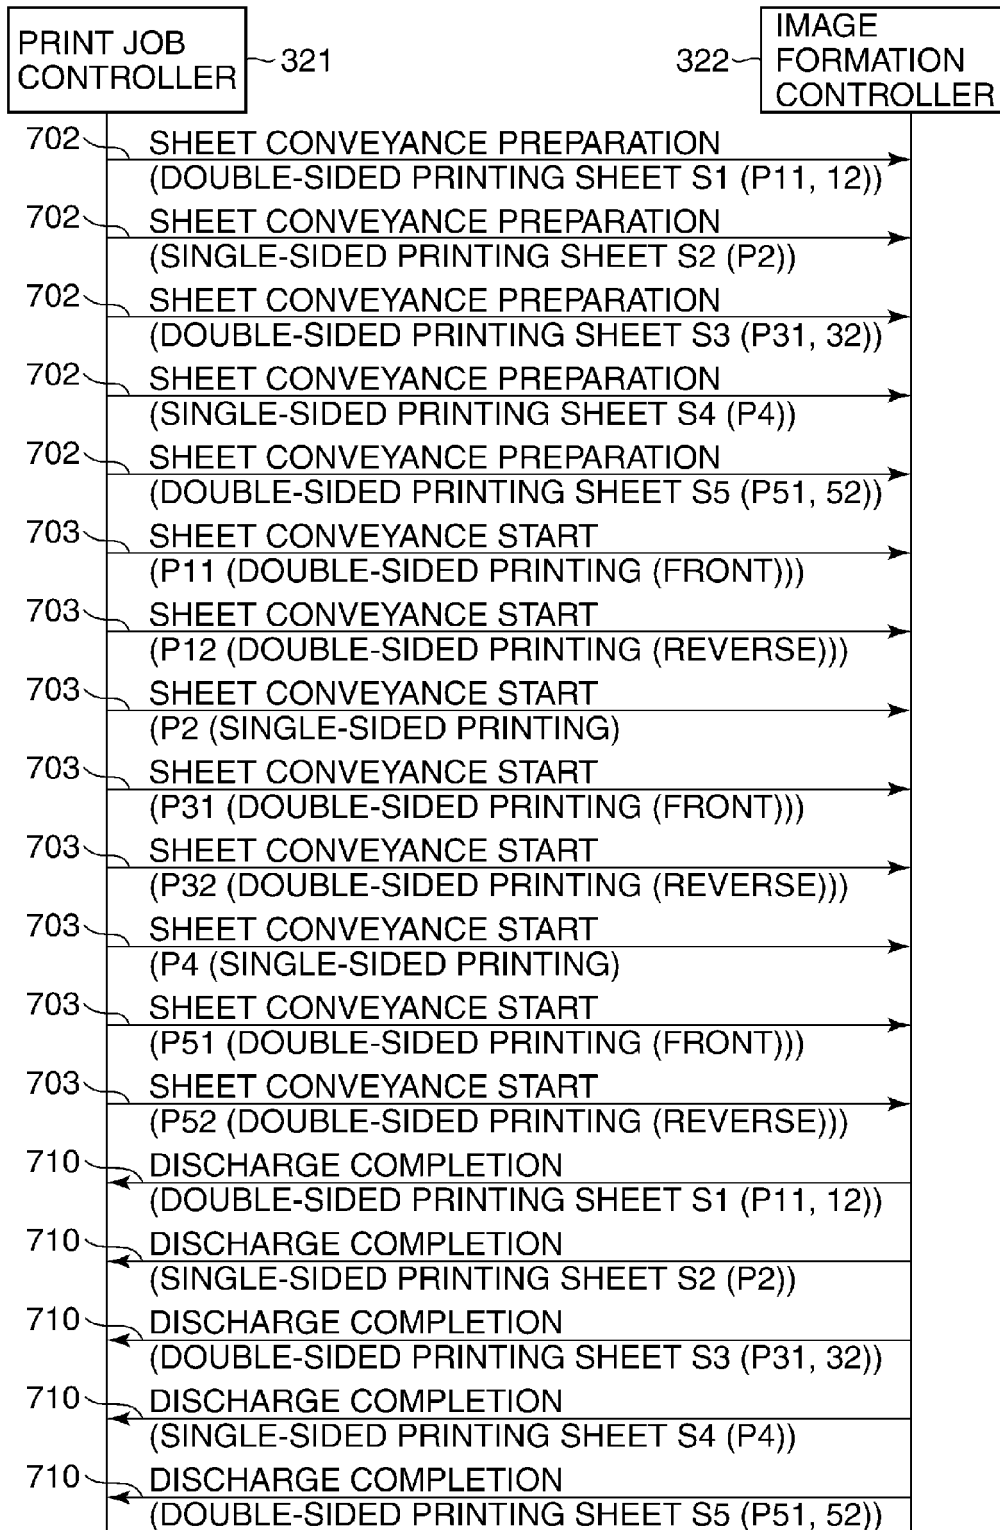 PRINT JOB
CONTROLLER
321
322
IMAGE
FORMATION
CONTROLLER
702
SHEET CONVEYANCE PREPARATION
(DOUBLE-SIDED PRINTING SHEET S1 (P11, 12))
702
SHEET CONVEYANCE PREPARATION
(SINGLE-SIDED PRINTING SHEET S2 (P2))
702
SHEET CONVEYANCE PREPARATION
(DOUBLE-SIDED PRINTING SHEET S3 (P31, 32))
702
SHEET CONVEYANCE PREPARATION
(SINGLE-SIDED PRINTING SHEET S4 (P4))
702
SHEET CONVEYANCE PREPARATION
(DOUBLE-SIDED PRINTING SHEET S5 (P51, 52))
703
SHEET CONVEYANCE START
(P11 (DOUBLE-SIDED PRINTING (FRONT)))
703
SHEET CONVEYANCE START
(P12 (DOUBLE-SIDED PRINTING (REVERSE)))
703
SHEET CONVEYANCE START
(P2 (SINGLE-SIDED PRINTING)
703
SHEET CONVEYANCE START
(P31 (DOUBLE-SIDED PRINTING (FRONT)))
703
SHEET CONVEYANCE START
(P32 (DOUBLE-SIDED PRINTING (REVERSE)))
703
SHEET CONVEYANCE START
(P4 (SINGLE-SIDED PRINTING)
703
SHEET CONVEYANCE START
(P51 (DOUBLE-SIDED PRINTING (FRONT)))
703
SHEET CONVEYANCE START
(P52 (DOUBLE-SIDED PRINTING (REVERSE)))
710
DISCHARGE COMPLETION
(DOUBLE-SIDED PRINTING SHEET S1 (P11, 12))
710
DISCHARGE COMPLETION
(SINGLE-SIDED PRINTING SHEET S2 (P2))
710
DISCHARGE COMPLETION
(DOUBLE-SIDED PRINTING SHEET S3 (P31, 32))
710
DISCHARGE COMPLETION
(SINGLE-SIDED PRINTING SHEET S4 (P4))
710
DISCHARGE COMPLETION
(DOUBLE-SIDED PRINTING SHEET S5 (P51, 52))